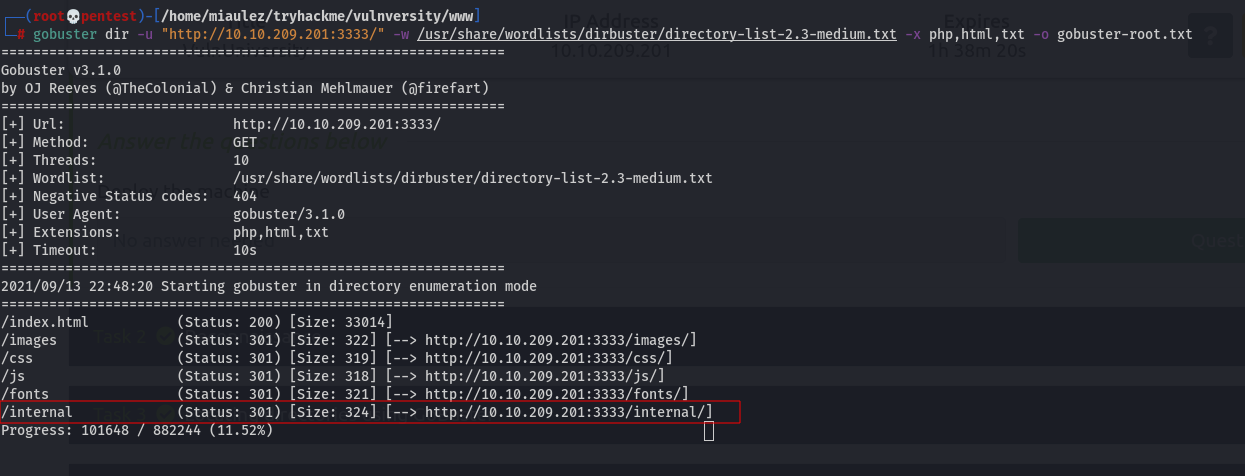 ┌──(root💀pentest)-[/home/miaulez/tryhackme/vulnversity/www]
└─# gobuster dir -u "http://10.10.209.201:3333/" -w /usr/share/wordlists/dirbuster/directory-list-2.3-medium.txt -x php,html,txt -o gobuster-root.txt
===============================================================
Gobuster v3.1.0
by OJ Reeves (@TheColonial) & Christian Mehlmauer (@firefart)
===============================================================
[+] Url:                     http://10.10.209.201:3333/
[+] Method:                  GET
[+] Threads:                 10
[+] Wordlist:                /usr/share/wordlists/dirbuster/directory-list-2.3-medium.txt
[+] Negative Status codes:   404
[+] User Agent:              gobuster/3.1.0
[+] Extensions:              php,html,txt
[+] Timeout:                 10s
===============================================================
2021/09/13 22:48:20 Starting gobuster in directory enumeration mode
===============================================================
/index.html           (Status: 200) [Size: 33014]
/images               (Status: 301) [Size: 322] [--> http://10.10.209.201:3333/images/]
/css                  (Status: 301) [Size: 319] [--> http://10.10.209.201:3333/css/]
/js                   (Status: 301) [Size: 318] [--> http://10.10.209.201:3333/js/]
/fonts                (Status: 301) [Size: 321] [--> http://10.10.209.201:3333/fonts/]
/internal             (Status: 301) [Size: 324] [--> http://10.10.209.201:3333/internal/]
Progress: 101648 / 882244 (11.52%)
IP Address
Expires
10.10.209.201
1h 38m 20s
?
Answer the questions below
Deploy the machine
No answer needed
Task 2
Task 3